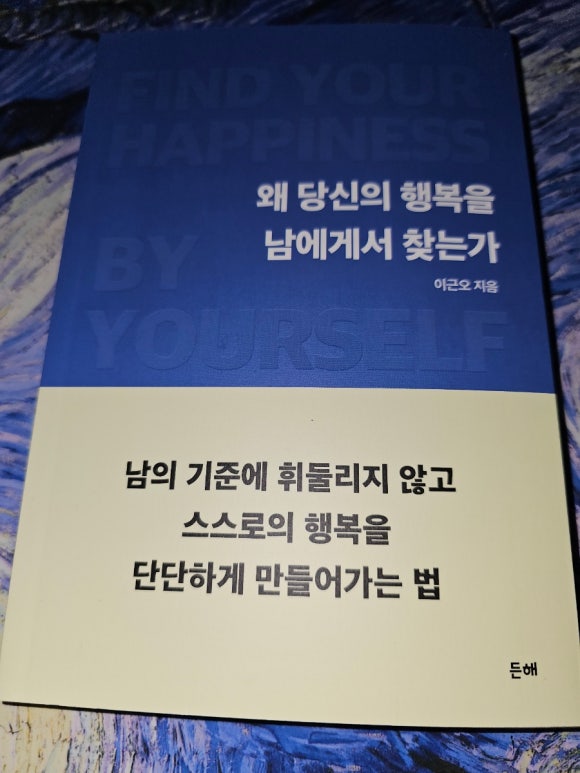 FIND YOUR
HAPPINESS
왜 당신의 행복을
남에게서 찾는가
이근오 지음
BY
YOURSELF
남의 기준에 휘둘리지 않고
스스로의 행복을
단단하게 만들어가는 법
든해